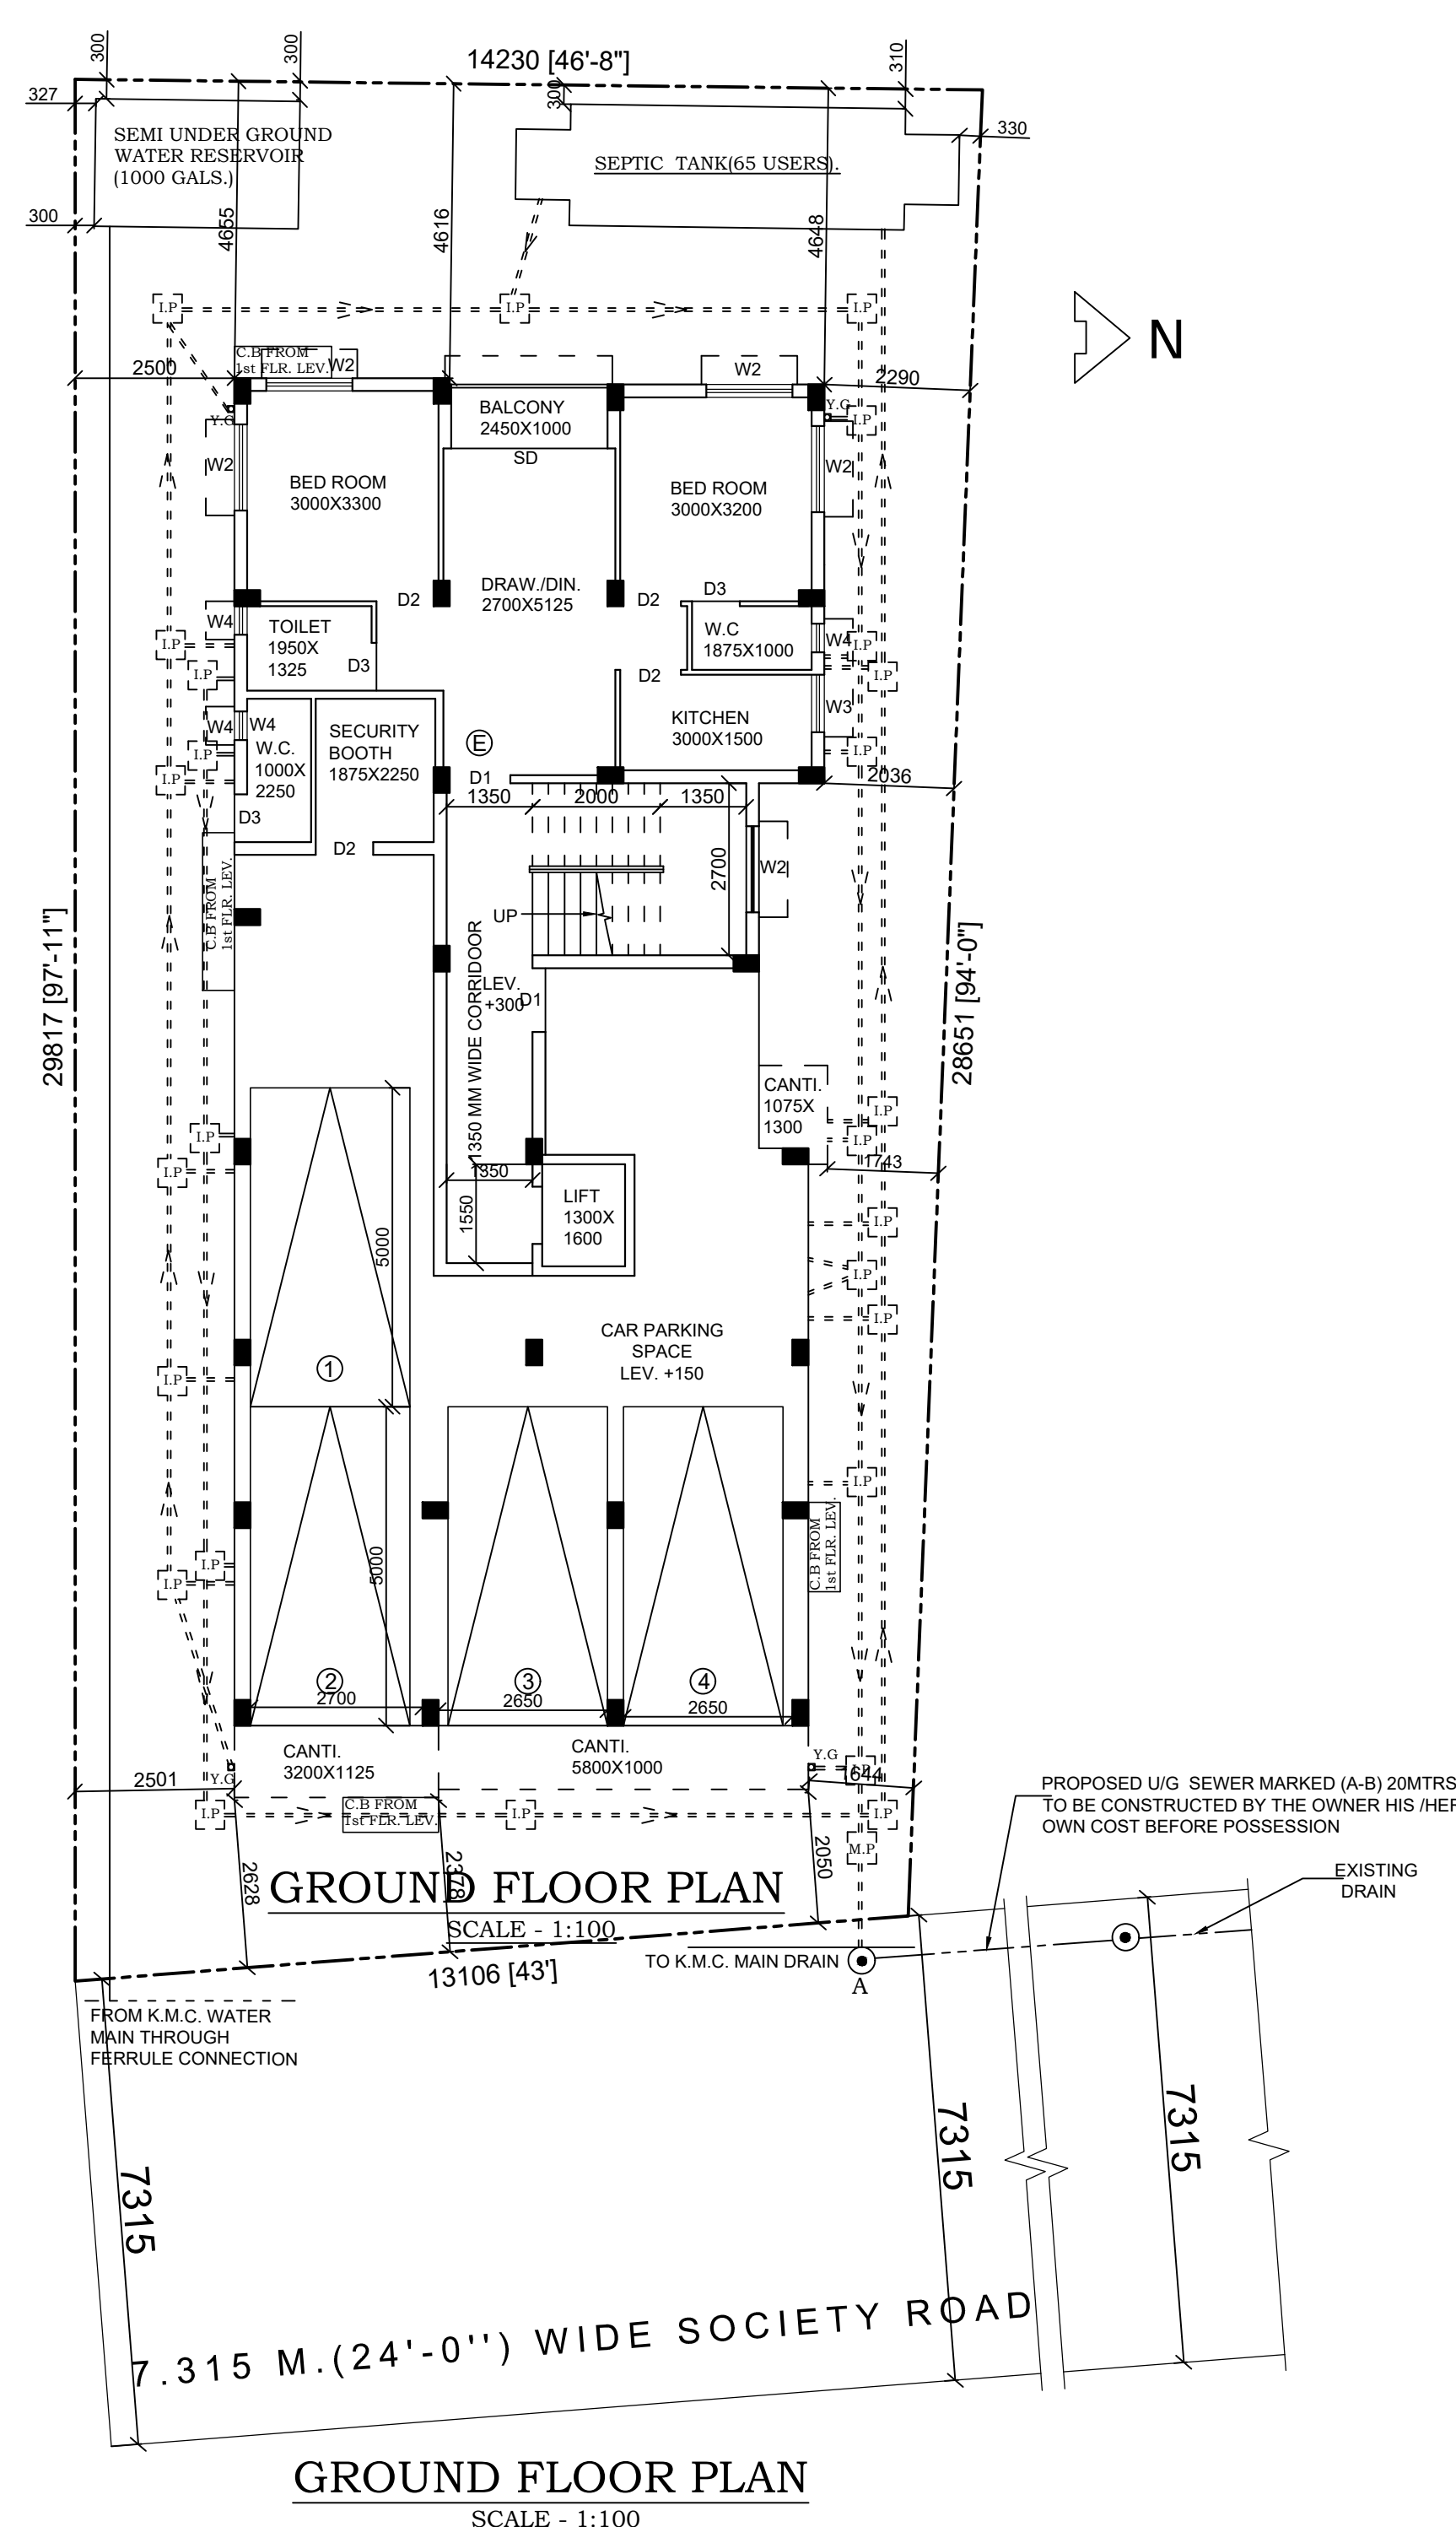 300
300
14230 [46'-8"]
310
327
300
330
SEMI UNDER GROUND
WATER RESERVOIR
(1000 GALS.)
SEPTIC TANK(65 USERS).
300
4655
4616
4648
I.P
I.P
I.P
N
C.B FROM
1st FLR. LEV.
W2
W2
2500
2290
BALCONY
2450X1000
Y.G
Y.G
I.P
SD
W2
W2
BED ROOM
3000X3300
BED ROOM
3000X3200
DRAW./DIN.
2700X5125
D2
D2
D3
W4
TOILET
1950X
1325
D3
W.C
1875X1000
W4
I.P
I.P
I.P
I.P
D2
W3
KITCHEN
3000X1500
W4
W4
W.C.
1000X
2250
SECURITY
BOOTH
1875X2250
E
I.P
I.P
I.P
D1
2036
1350
2000
1350
D3
D2
2700
W2
C.B FROM
1st FLR. LEV.
UP
1350 MM WIDE CORRIDOOR
LEV.
+300
D1
29817 [97'-11"]
28651 [94'-0"]
CANTI.
1075X
1300
I.P
I.P
I.P
I.P
1743
1350
1550
LIFT
1300X
1600
I.P
5000
I.P
I.P
CAR PARKING
SPACE
LEV. +150
1
I.P
I.P
C.B FROM
1st FLR. LEV.
5000
I.P
I.P
2
3
4
2700
2650
2650
CANTI.
3200X1125
CANTI.
5800X1000
Y.G
Y.G
2501
1644
PROPOSED U/G SEWER MARKED (A-B) 20MTRS
TO BE CONSTRUCTED BY THE OWNER HIS /HER
OWN COST BEFORE POSSESSION
C.B FROM
1st FLR. LEV.
I.P
I.P
I.P
M.P
2628
2378
2050
EXISTING
DRAIN
GROUND FLOOR PLAN
SCALE - 1:100
13106 [43']
TO K.M.C. MAIN DRAIN
A
FROM K.M.C. WATER
MAIN THROUGH
FERRULE CONNECTION
7315
7315
7315
7.315 M.(24'-0'') WIDE SOCIETY ROAD
GROUND FLOOR PLAN
SCALE - 1:100